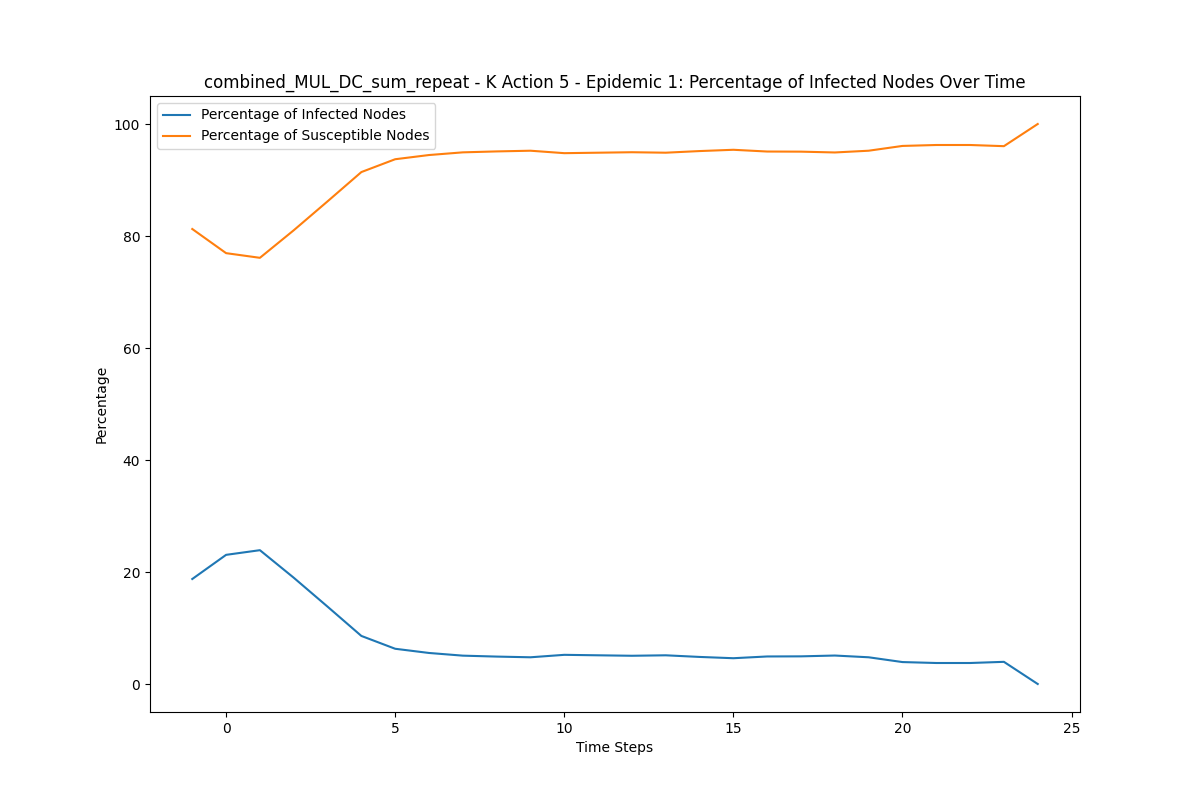 combined_MUL_DC_sum_repeat - K Action 5 - Epidemic 1: Percentage of Infected Nodes Over Time
Percentage of Infected Nodes
Percentage of Susceptible Nodes
100
80
60
40
20
0
Percentage
0 5 10 15 20 25
Time Steps